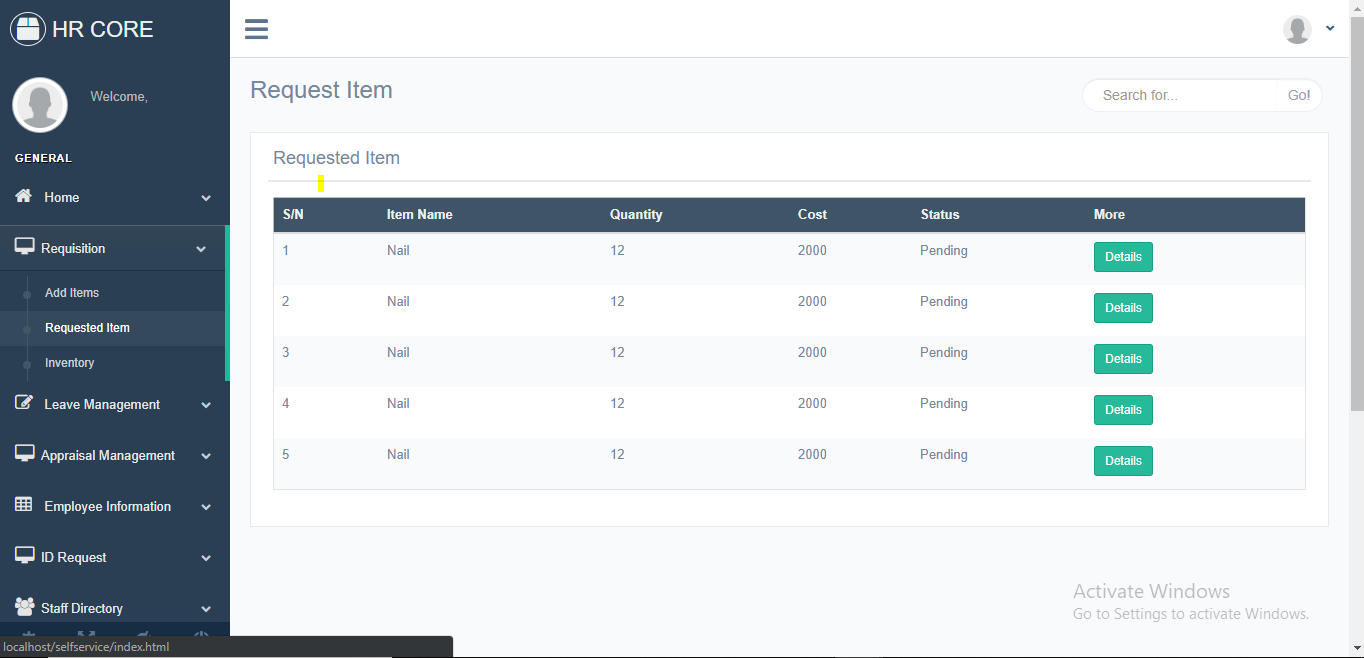 HR CORE
Welcome,
GENERAL
Home
Requisition
Add Items
Requested Item
Inventory
Leave Management
Appraisal Management
Employee Information
ID Request
Staff Directory
Request Item
Search for... Go!
Requested Item
S/N Item Name Quantity Cost Status More
1 Nail 12 2000 Pending Details
2 Nail 12 2000 Pending Details
3 Nail 12 2000 Pending Details
4 Nail 12 2000 Pending Details
5 Nail 12 2000 Pending Details
Activate Windows
Go to Settings to activate Windows.
localhost/selfservice/index.html